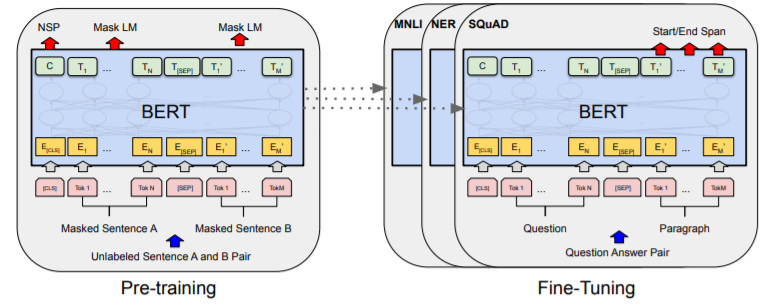 NSP Mask LM Mask LM
C T1 ... TN T[SEP] T1' ... TM'
BERT
E[CLS] E1 ... EN E[SEP] E1' ... EM'
[CLS] Tok 1 ... Tok N [SEP] Tok 1 ... TokM
Masked Sentence A Masked Sentence B
Unlabeled Sentence A and B Pair
Pre-training
MNLI NER SQuAD
Start/End Span
C T1 ... TN T[SEP] T1' ... TM'
BERT
E[CLS] E1 ... EN E[SEP] E1' ... EM'
[CLS] Tok 1 ... Tok N [SEP] Tok 1 ... TokM
Question Paragraph
Question Answer Pair
Fine-Tuning